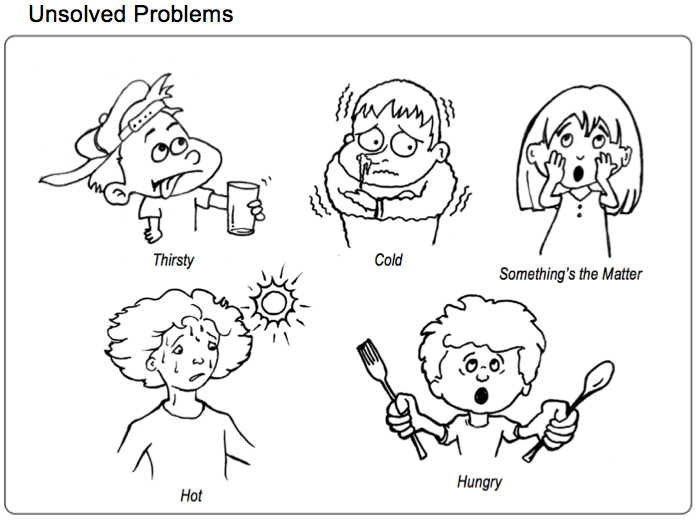 Unsolved Problems
Thirsty
Cold
Something's the Matter
Hot
Hungry